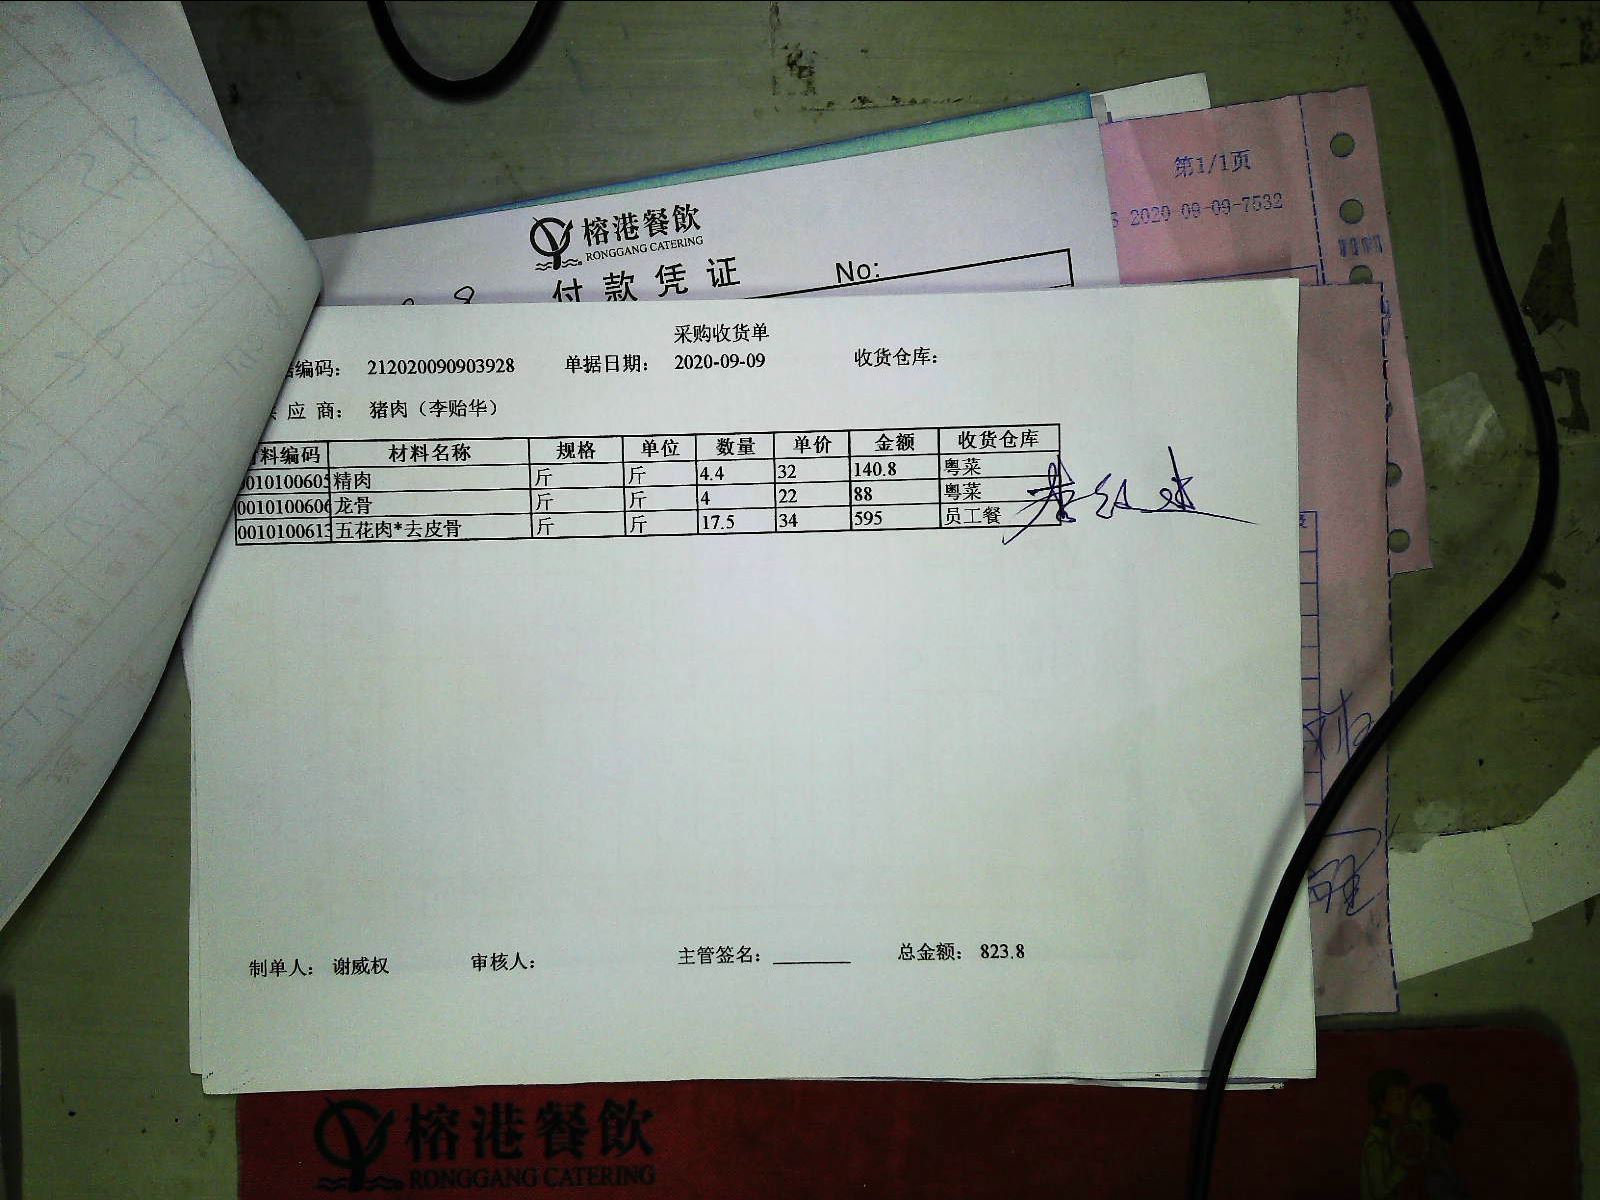 第1/1页
2020 09-09-7532
榕港餐飲
RONGGANG CATERING
付款凭证 No:
采购收货单
编码： 212020090903928 单据日期： 2020-09-09 收货仓库：
应 商： 猪肉（李贻华）
料编码 材料名称 规格 单位 数量 单价 金额 收货仓库
0010100605 精肉 斤 斤 4.4 32 140.8 粤菜
0010100606 龙骨 斤 斤 4 22 88 粤菜
0010100613 五花肉*去皮骨 斤 斤 17.5 34 595 员工餐
制单人： 谢威权 审核人： 主管签名： 总金额： 823.8
榕港餐飲
RONGGANG CATERING